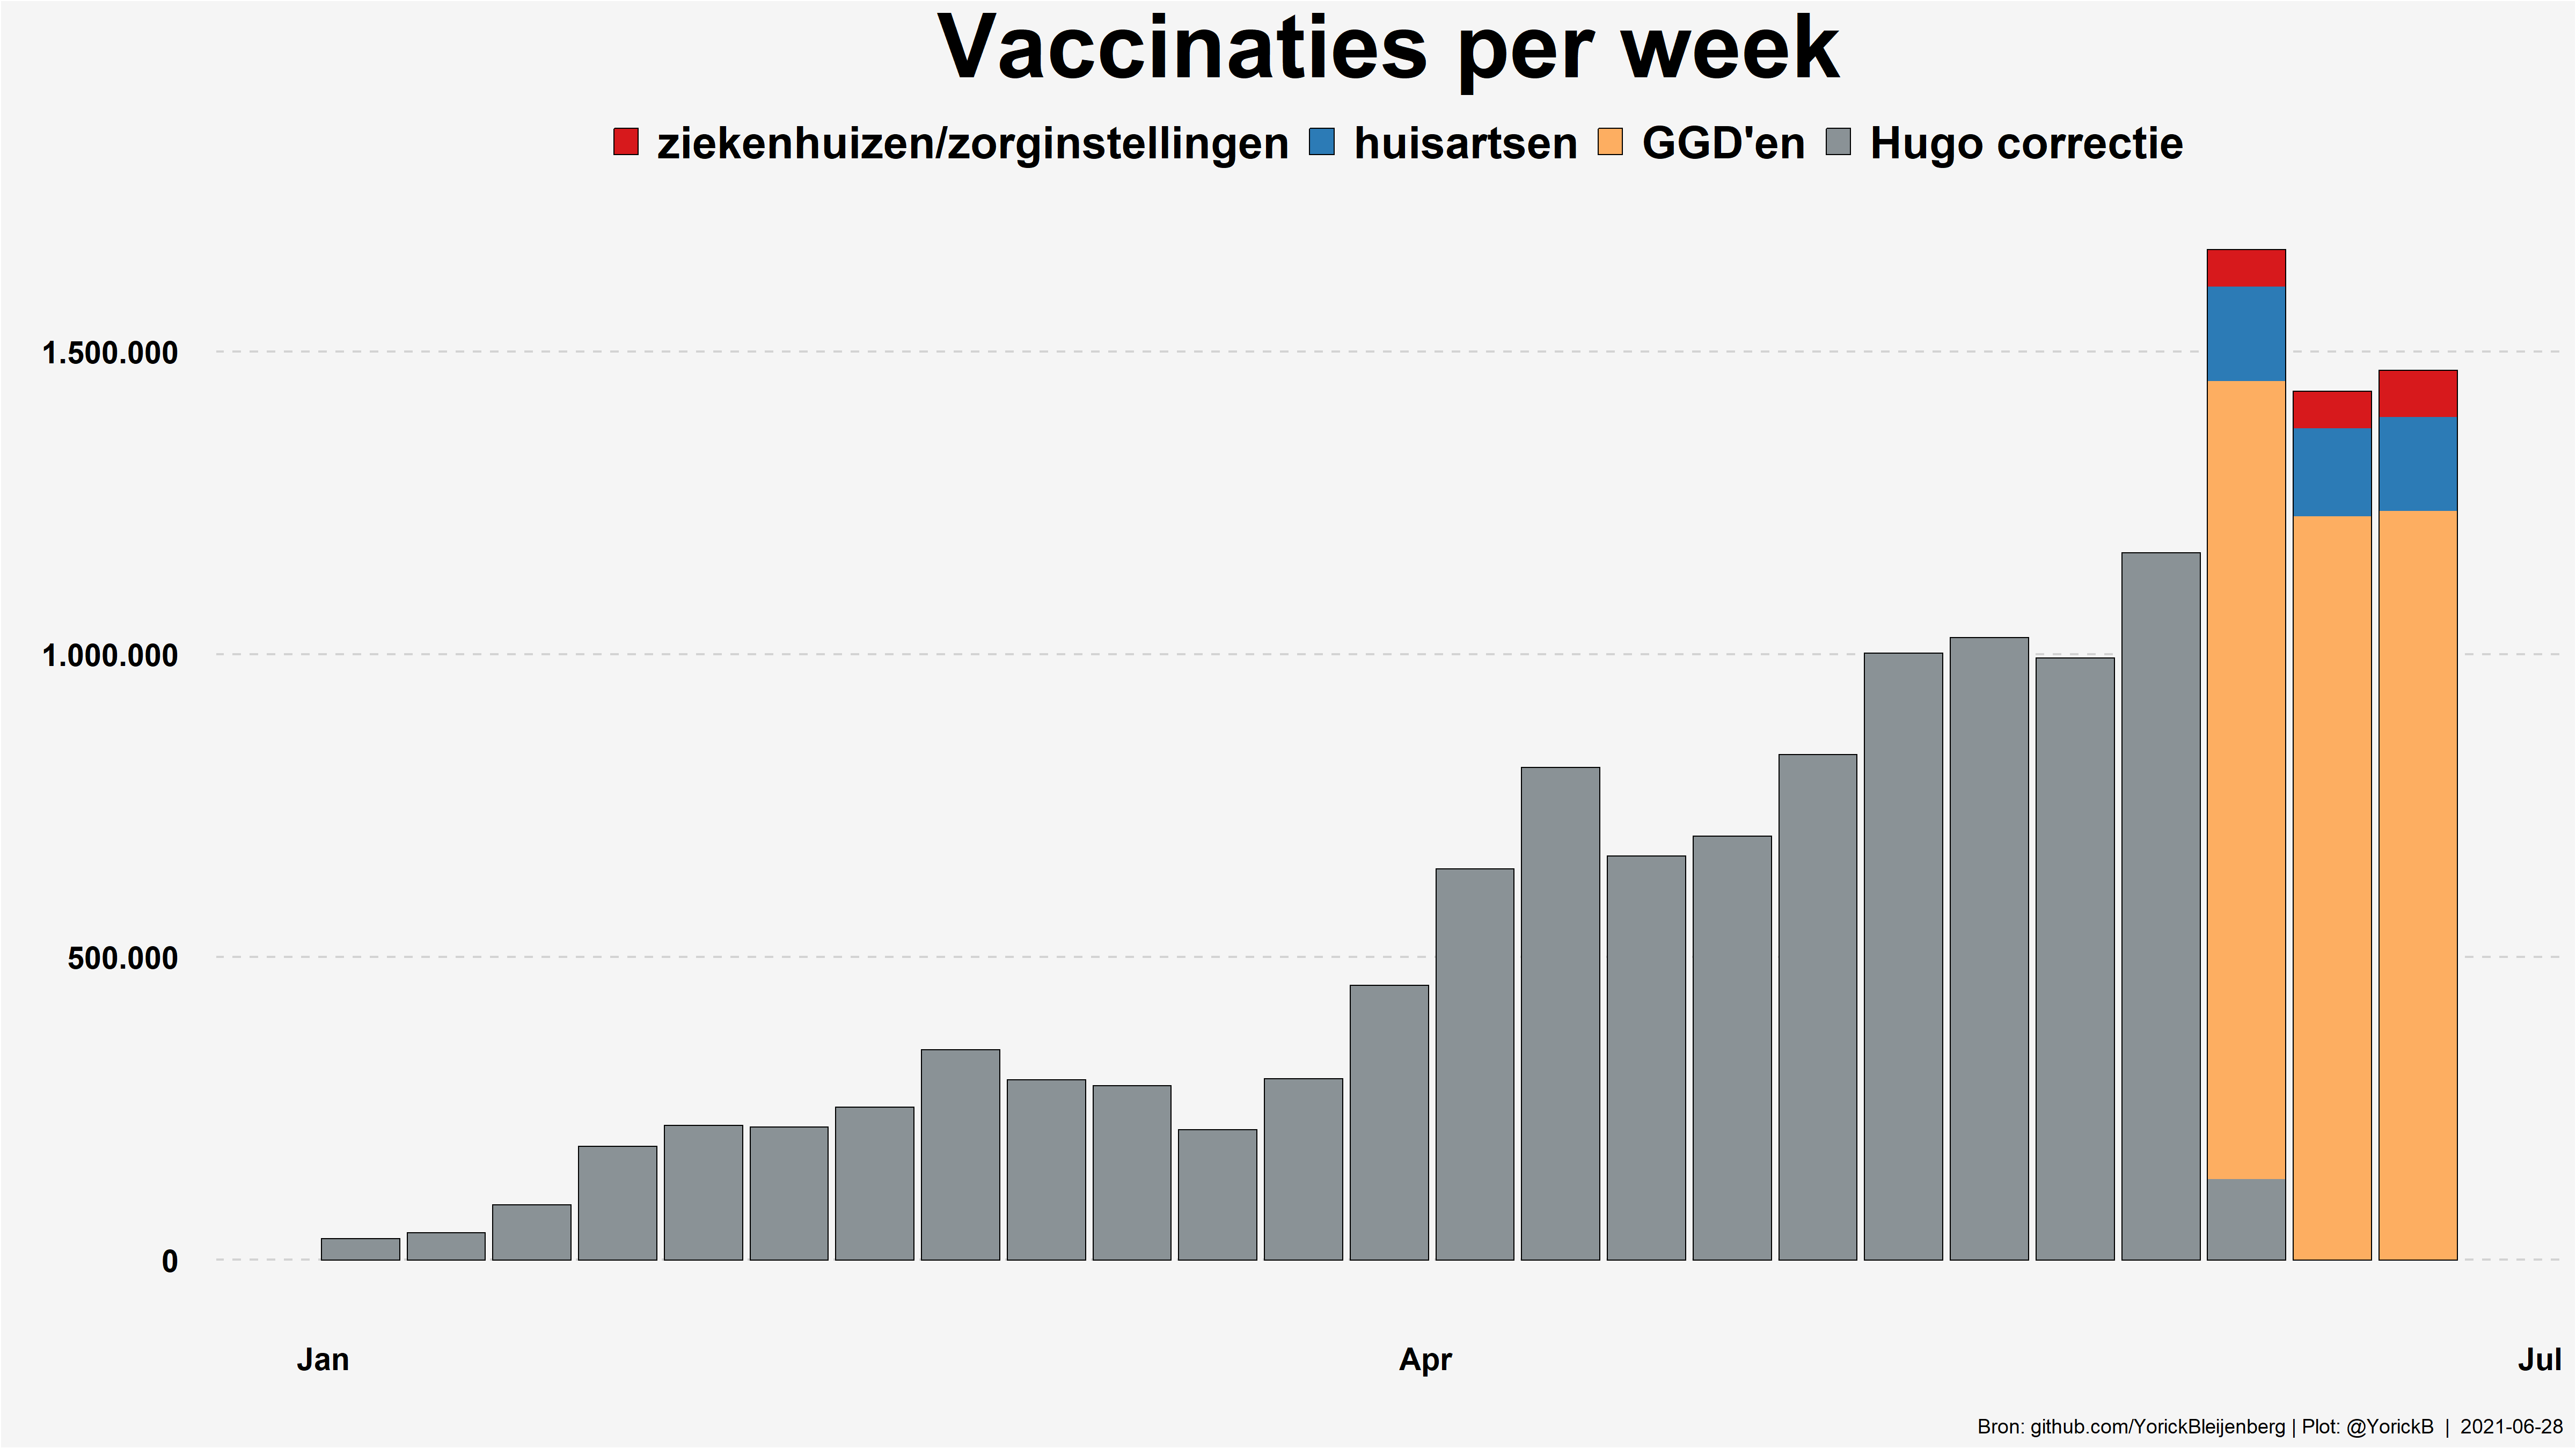 Vaccinaties per week
ziekenhuizen/zorginstellingen huisartsen GGD'en Hugo correctie
1.500.000
1.000.000
500.000
0
Jan Apr Jul
Bron: github.com/YorickBleijenberg | Plot: @YorickB | 2021-06-28